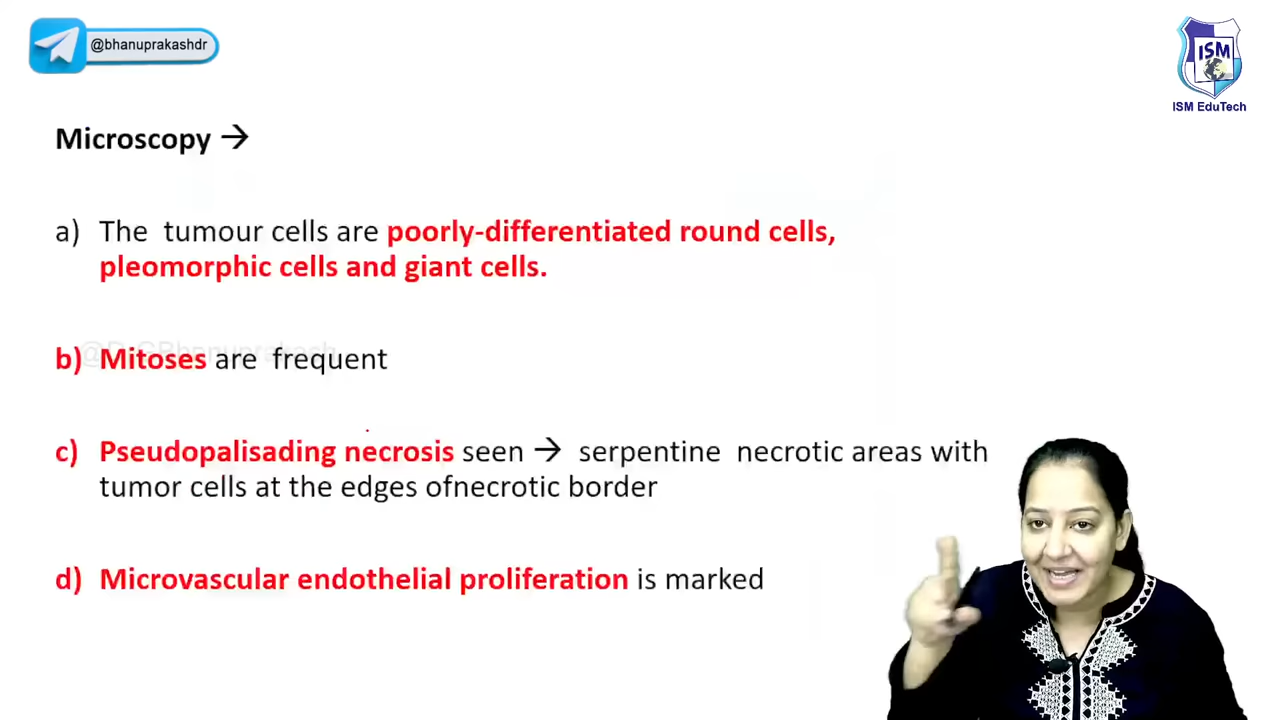 @bhanuprakashdr
ISM
ISM EduTech
Microscopy →
a) The tumour cells are poorly-differentiated round cells,
pleomorphic cells and giant cells.
@DrGBhanuprakash
b) Mitoses are frequent
c) Pseudopalisading necrosis seen → serpentine necrotic areas with
tumor cells at the edges ofnecrotic border
d) Microvascular endothelial proliferation is marked